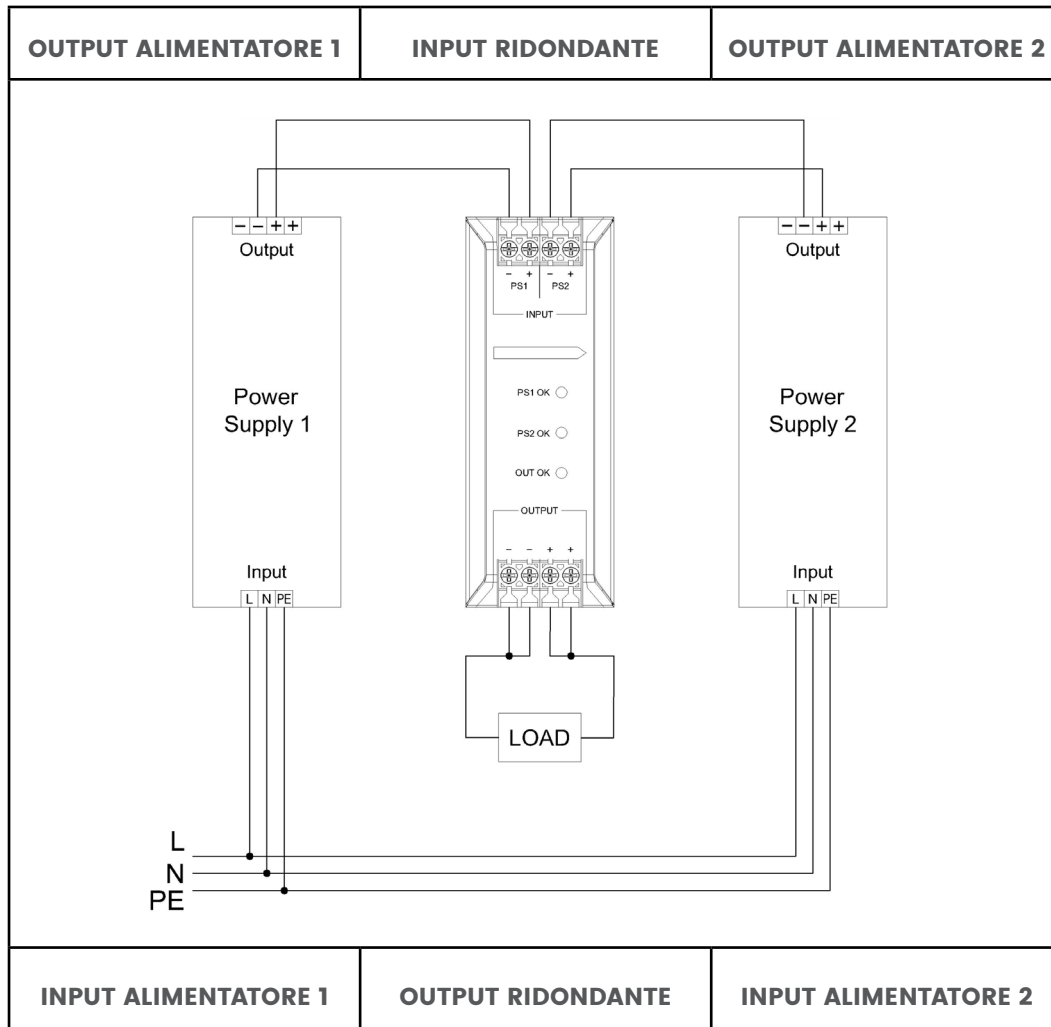 OUTPUT ALIMENTATORE 1
INPUT RIDONDANTE
OUTPUT ALIMENTATORE 2
− − + +
Output
Power
Supply 1
Input
L N PE
− + − +
PS1 PS2
INPUT
PS1 OK
PS2 OK
OUT OK
OUTPUT
− − + +
LOAD
− − + +
Output
Power
Supply 2
Input
L N PE
L
N
PE
INPUT ALIMENTATORE 1
OUTPUT RIDONDANTE
INPUT ALIMENTATORE 2